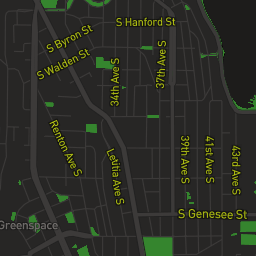 S Hanford St
S Byron St
S Walden St
34th Ave S
37th Ave S
Renton Ave S
Letitia Ave S
39th Ave S
41st Ave S
43rd Ave S
S Genesee St
Greenspace